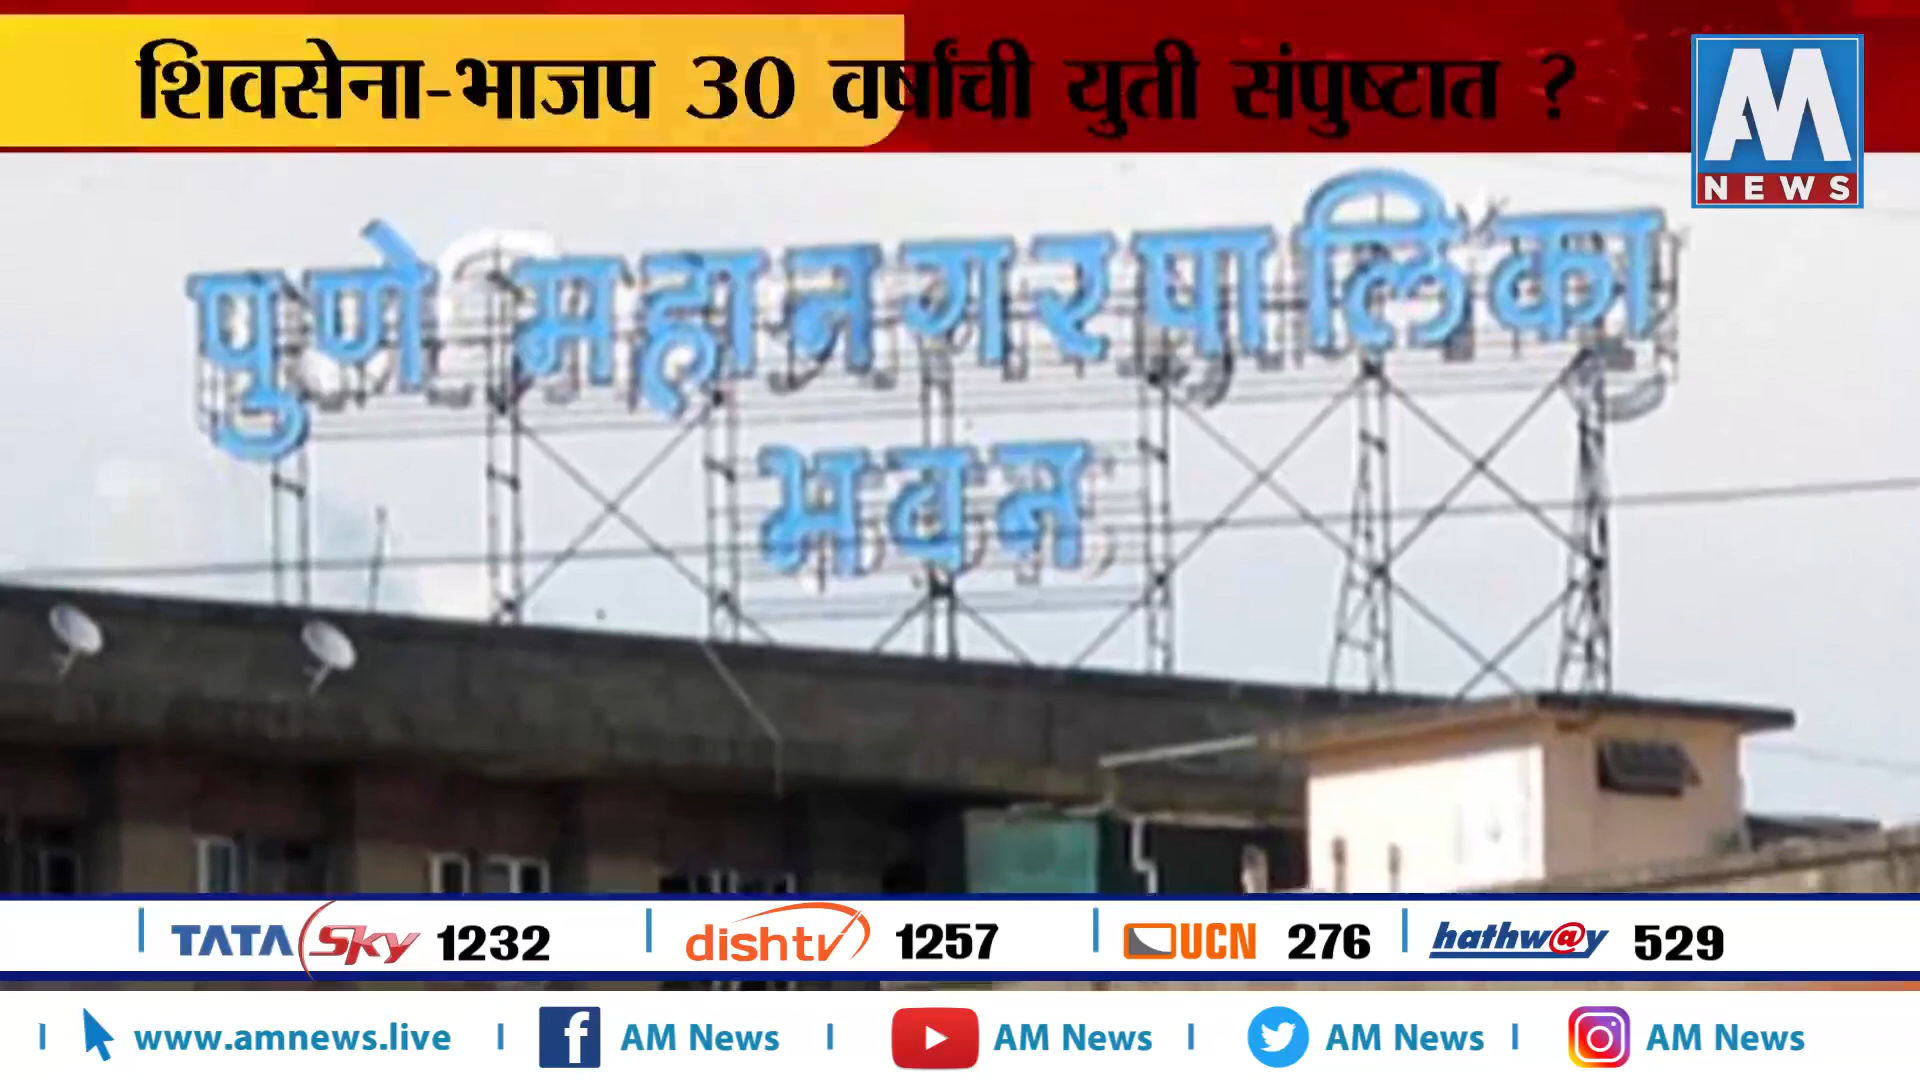 शिवसेना-भाजप 30 वर्षांची युती संपुष्टात ?
AM
NEWS
पुणे महानगरपालिका
भवन
TATA Sky 1232
dishtv 1257
UCN 276
hathw@y 529
www.amnews.live
AM News
AM News
AM News
AM News